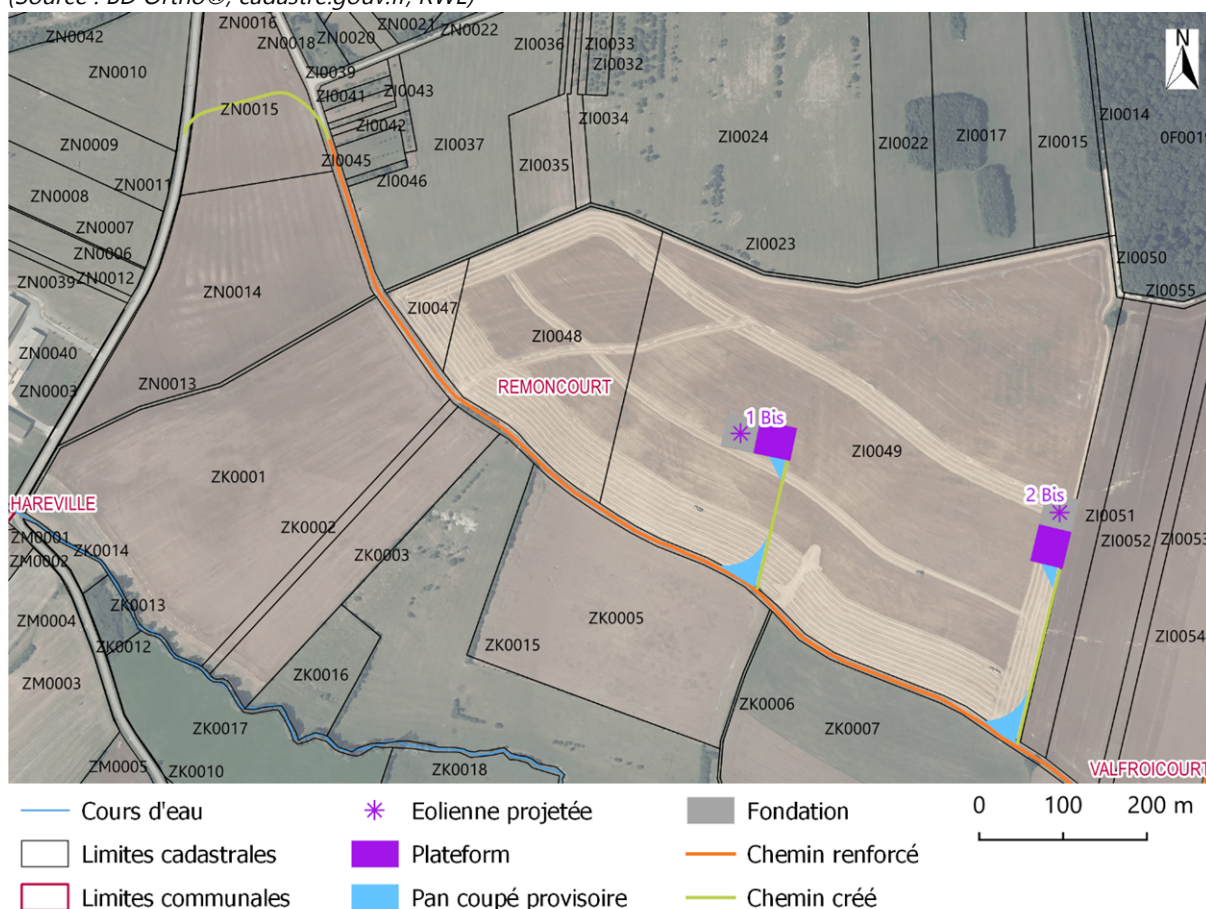 (Source : BD Ortho®, cadastre.gouv.fr, RWE)
ZN0016
ZN0021
ZN0022
ZN0042
ZN0018
ZN0020
ZI0036
ZI0033
ZI0032
N
ZN0010
ZI0039
ZI0041
ZI0043
ZI0014
ZN0015
ZI0034
ZI0042
ZI0024
ZI0022
ZI0017
ZI0015
0F0019
ZN0009
ZI0037
ZI0045
ZI0035
ZN0011
ZI0046
ZN0008
ZN0007
ZN0006
ZI0023
ZN0039
ZN0012
ZI0050
ZN0014
ZI0055
ZI0047
ZI0048
ZN0040
ZN0003
ZN0013
REMONCOURT
1 Bis
ZI0049
ZK0001
2 Bis
HAREVILLE
ZI0051
ZK0002
ZM0001
ZK0014
ZI0052
ZI0053
ZM0002
ZK0003
ZK0013
ZM0004
ZK0005
ZI0054
ZK0012
ZK0015
ZK0016
ZM0003
ZK0006
ZK0017
ZK0007
ZM0005
ZK0010
ZK0018
VALFROICOURT
Cours d'eau
Eolienne projetée
Fondation
0 100 200 m
Limites cadastrales
Plateform
Chemin renforcé
Limites communales
Pan coupé provisoire
Chemin créé